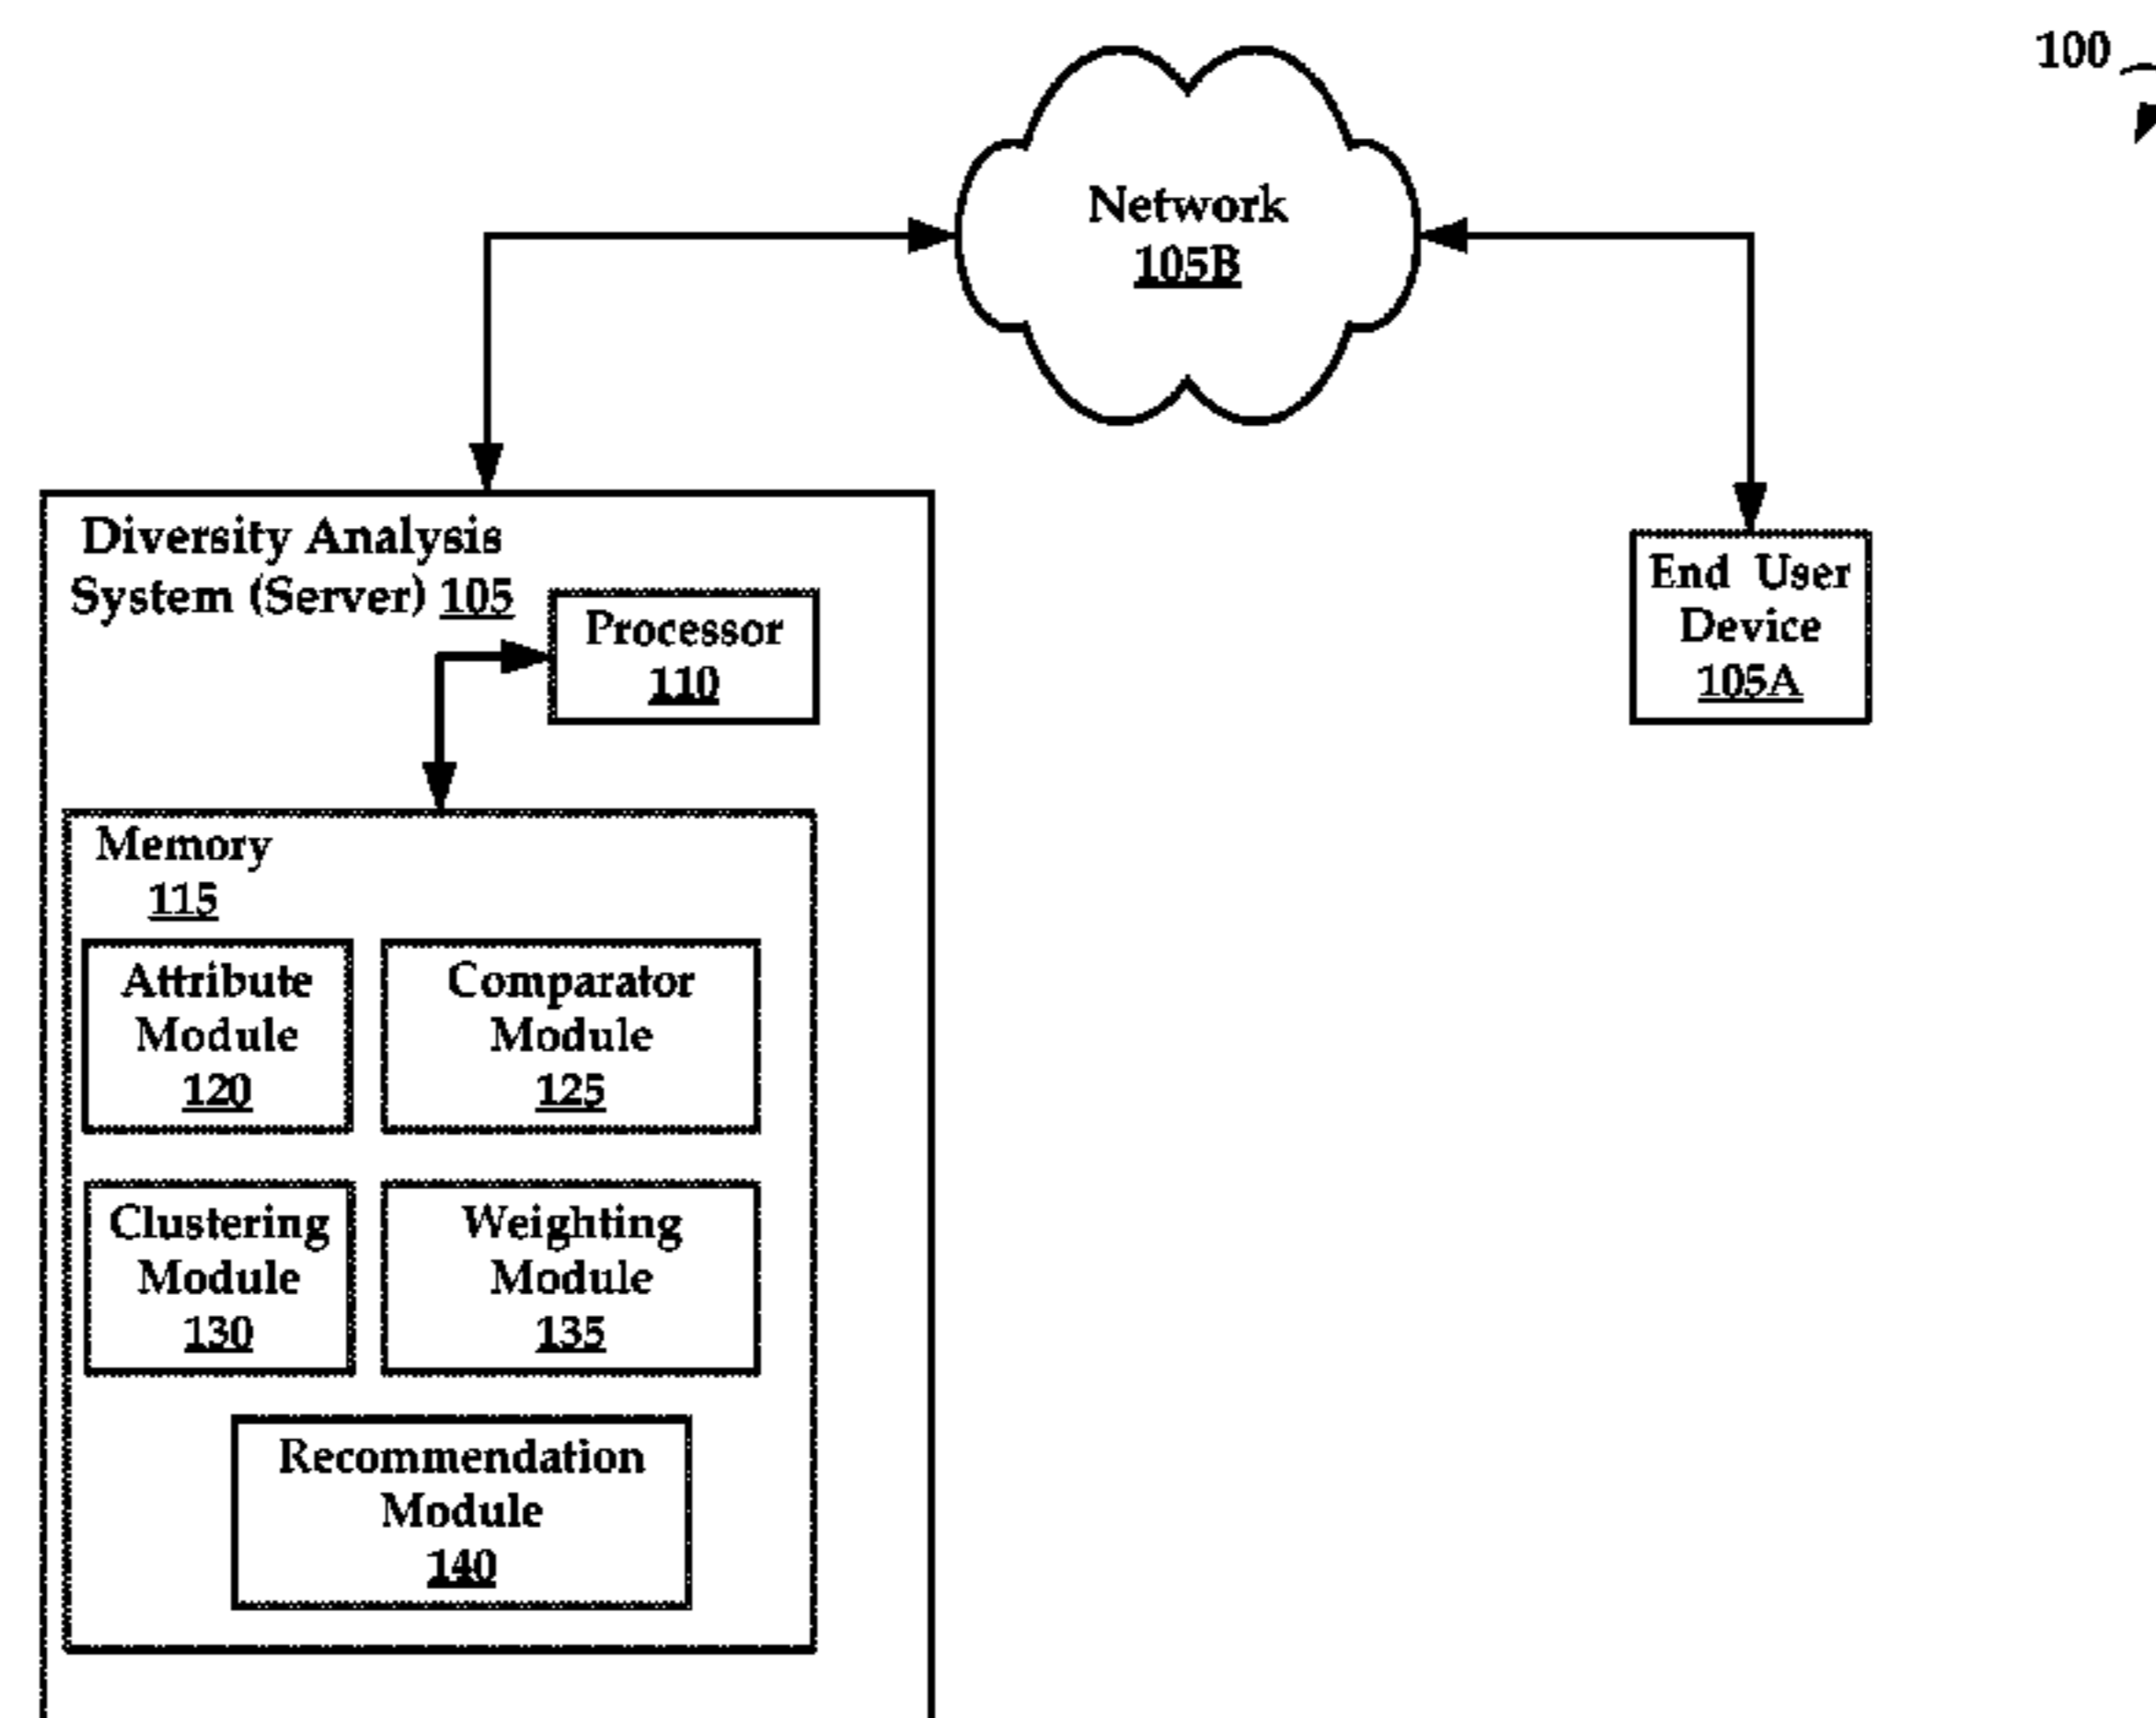 100
Network
105B
Diversity Analysis
System (Server) 105
Processor
110
End User
Device
105A
Memory
115
Attribute
Module
120
Comparator
Module
125
Clustering
Module
130
Weighting
Module
135
Recommendation
Module
140